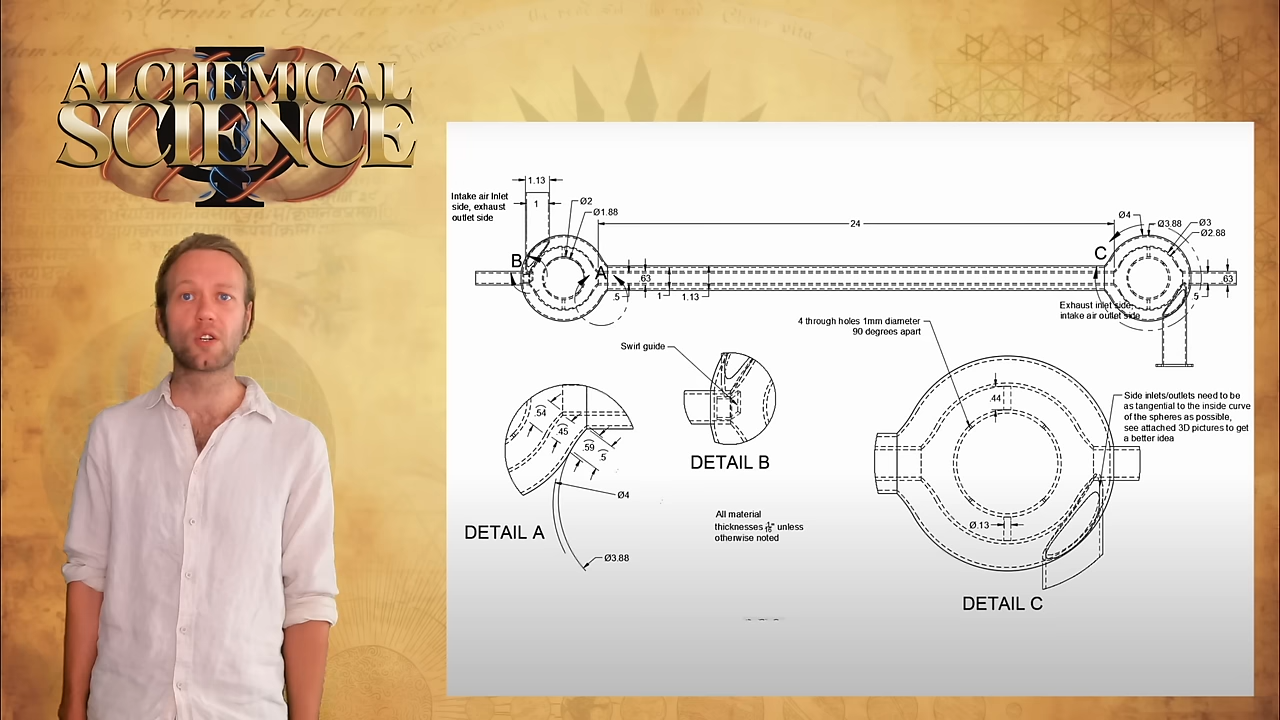 ALCHEMICAL
SCIENCE
1.13
Intake air Inlet
side, exhaust
outlet side
1
Ø2
Ø1.88
24
Ø4
Ø3.88
Ø3
Ø2.88
B
A
C
.63
.5
1
1.13
.63
.5
Exhaust inlet side,
intake air outlet side
4 through holes 1mm diameter
90 degrees apart
Swirl guide
.54
.45
.59
.5
Ø4
Ø3.88
DETAIL A
DETAIL B
All material
thicknesses 1/16" unless
otherwise noted
.44
Ø.13
Side inlets/outlets need to be
as tangential to the inside curve
of the spheres as possible,
see attached 3D pictures to get
a better idea
DETAIL C